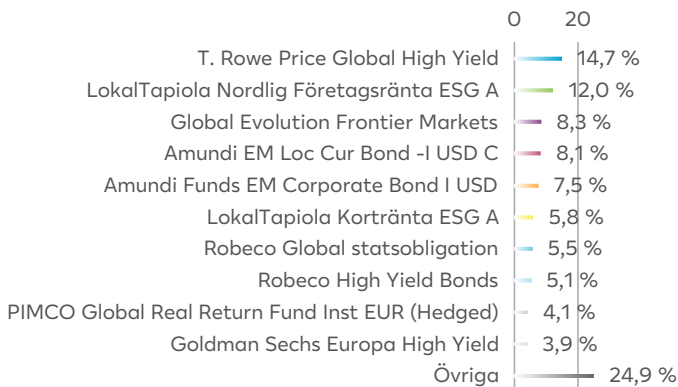 0 20
T. Rowe Price Global High Yield 14,7 %
LokalTapiola Nordlig Företagsränta ESG A 12,0 %
Global Evolution Frontier Markets 8,3 %
Amundi EM Loc Cur Bond -I USD C 8,1 %
Amundi Funds EM Corporate Bond I USD 7,5 %
LokalTapiola Kortränta ESG A 5,8 %
Robeco Global statsobligation 5,5 %
Robeco High Yield Bonds 5,1 %
PIMCO Global Real Return Fund Inst EUR (Hedged) 4,1 %
Goldman Sechs Europa High Yield 3,9 %
Övriga 24,9 %